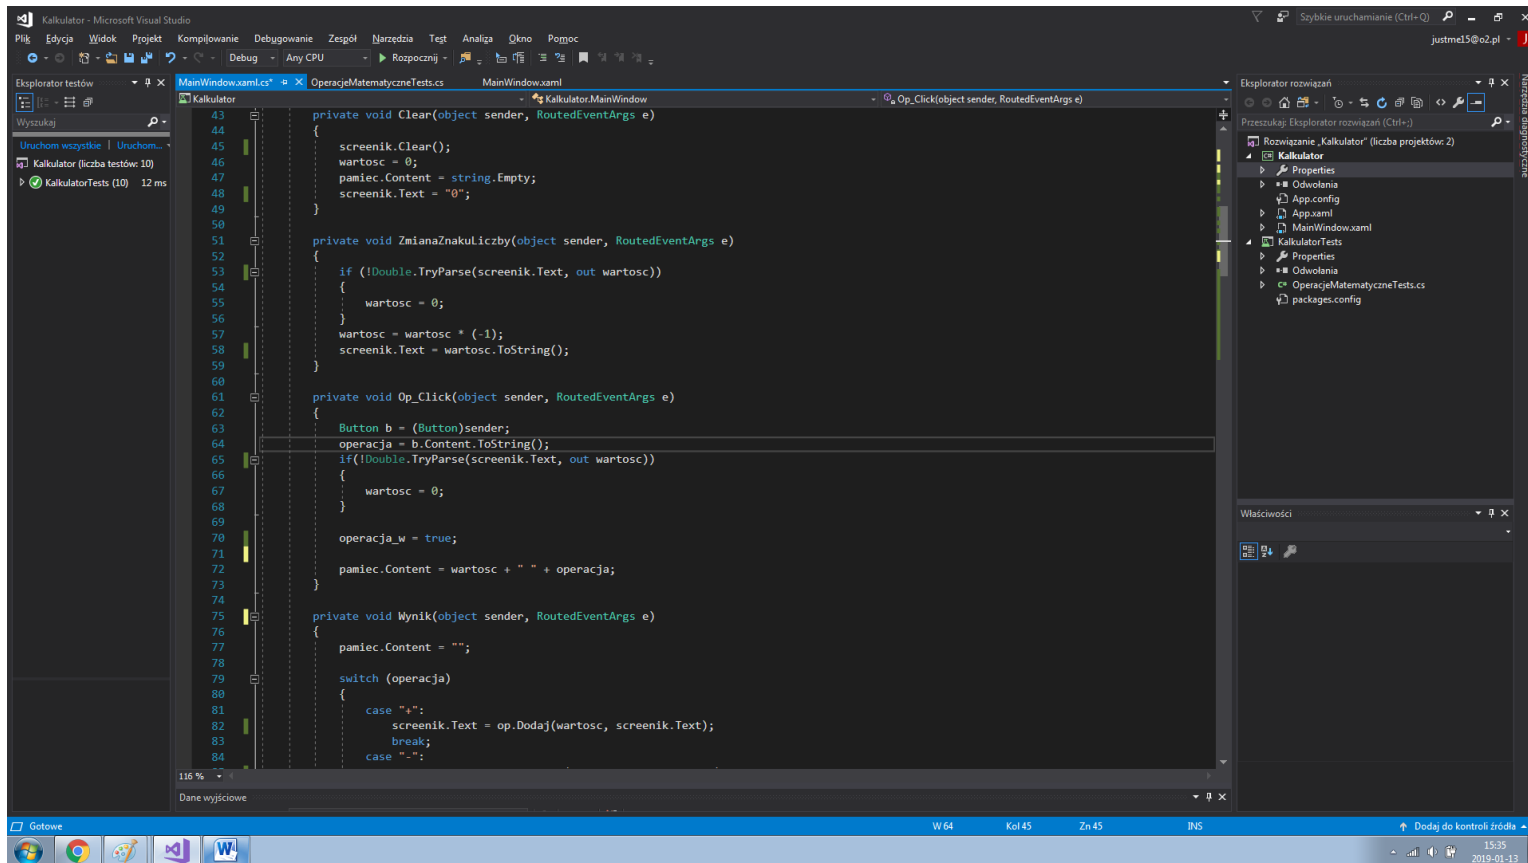 Kalkulator - Microsoft Visual Studio
Szybkie uruchamianie (Ctrl+Q)
Plik Edycja Widok Projekt Kompilowanie Debugowanie Zespół Narzędzia Test Analiza Okno Pomoc
justme15@o2.pl
J
Debug Any CPU Rozpocznij
Eksplorator testów
Wyszukaj
Uruchom wszystkie | Uruchom...
Kalkulator (liczba testów: 10)
KalkulatorTests (10) 12 ms
MainWindow.xaml.cs* OperacjeMatematyczneTests.cs MainWindow.xaml
Kalkulator Kalkulator.MainWindow Op_Click(object sender, RoutedEventArgs e)
43 private void Clear(object sender, RoutedEventArgs e)
44 {
45 screenik.Clear();
46 wartosc = 0;
47 pamiec.Content = string.Empty;
48 screenik.Text = "0";
49 }
50
51 private void ZmianaZnakuLiczby(object sender, RoutedEventArgs e)
52 {
53 if (!Double.TryParse(screenik.Text, out wartosc))
54 {
55 wartosc = 0;
56 }
57 wartosc = wartosc * (-1);
58 screenik.Text = wartosc.ToString();
59 }
60
61 private void Op_Click(object sender, RoutedEventArgs e)
62 {
63 Button b = (Button)sender;
64 operacja = b.Content.ToString();
65 if(!Double.TryParse(screenik.Text, out wartosc))
66 {
67 wartosc = 0;
68 }
69
70 operacja_w = true;
71
72 pamiec.Content = wartosc + " " + operacja;
73 }
74
75 private void Wynik(object sender, RoutedEventArgs e)
76 {
77 pamiec.Content = "";
78
79 switch (operacja)
80 {
81 case "+":
82 screenik.Text = op.Dodaj(wartosc, screenik.Text);
83 break;
84 case "-":
116 %
Dane wyjściowe
Eksplorator rozwiązań
Przeszukaj: Eksplorator rozwiązań (Ctrl+;)
Rozwiązanie „Kalkulator" (liczba projektów: 2)
Kalkulator
Properties
Odwołania
App.config
App.xaml
MainWindow.xaml
KalkulatorTests
Properties
Odwołania
OperacjeMatematyczneTests.cs
packages.config
Narzędzia diagnostyczne
Właściwości
Gotowe
W 64 Kol 45 Zn 45 INS
Dodaj do kontroli źródła
15:35
2019-01-13